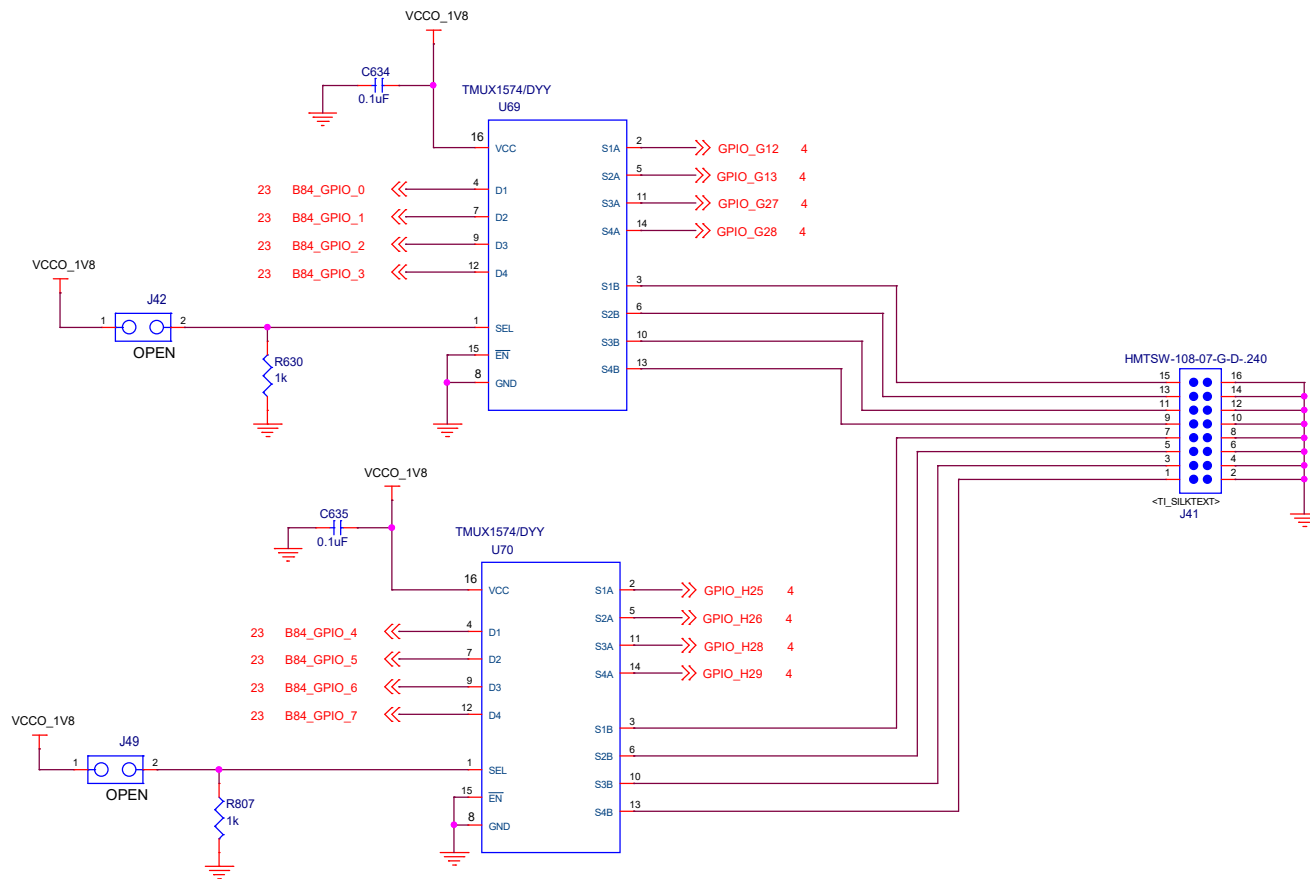 VCCO_1V8
C634
0.1uF
TMUX1574/DYY
U69
16
VCC
S1A
2
GPIO_G12 4
23 B84_GPIO_0
4
D1
S2A
5
GPIO_G13 4
23 B84_GPIO_1
7
D2
S3A
11
GPIO_G27 4
23 B84_GPIO_2
9
D3
S4A
14
GPIO_G28 4
23 B84_GPIO_3
12
D4
VCCO_1V8
S1B
3
J42
1
2
OPEN
S2B
6
1
SEL
S3B
10
15
EN
R630
1k
S4B
13
8
GND
HMTSW-108-07-G-D-.240
15 16
13 14
11 12
9 10
7 8
5 6
3 4
1 2
<TI_SILKTEXT>
J41
VCCO_1V8
C635
0.1uF
TMUX1574/DYY
U70
16
VCC
S1A
2
GPIO_H25 4
23 B84_GPIO_4
4
D1
S2A
5
GPIO_H26 4
23 B84_GPIO_5
7
D2
S3A
11
GPIO_H28 4
23 B84_GPIO_6
9
D3
S4A
14
GPIO_H29 4
23 B84_GPIO_7
12
D4
VCCO_1V8
S1B
3
J49
1
2
OPEN
S2B
6
1
SEL
S3B
10
15
EN
R807
1k
S4B
13
8
GND